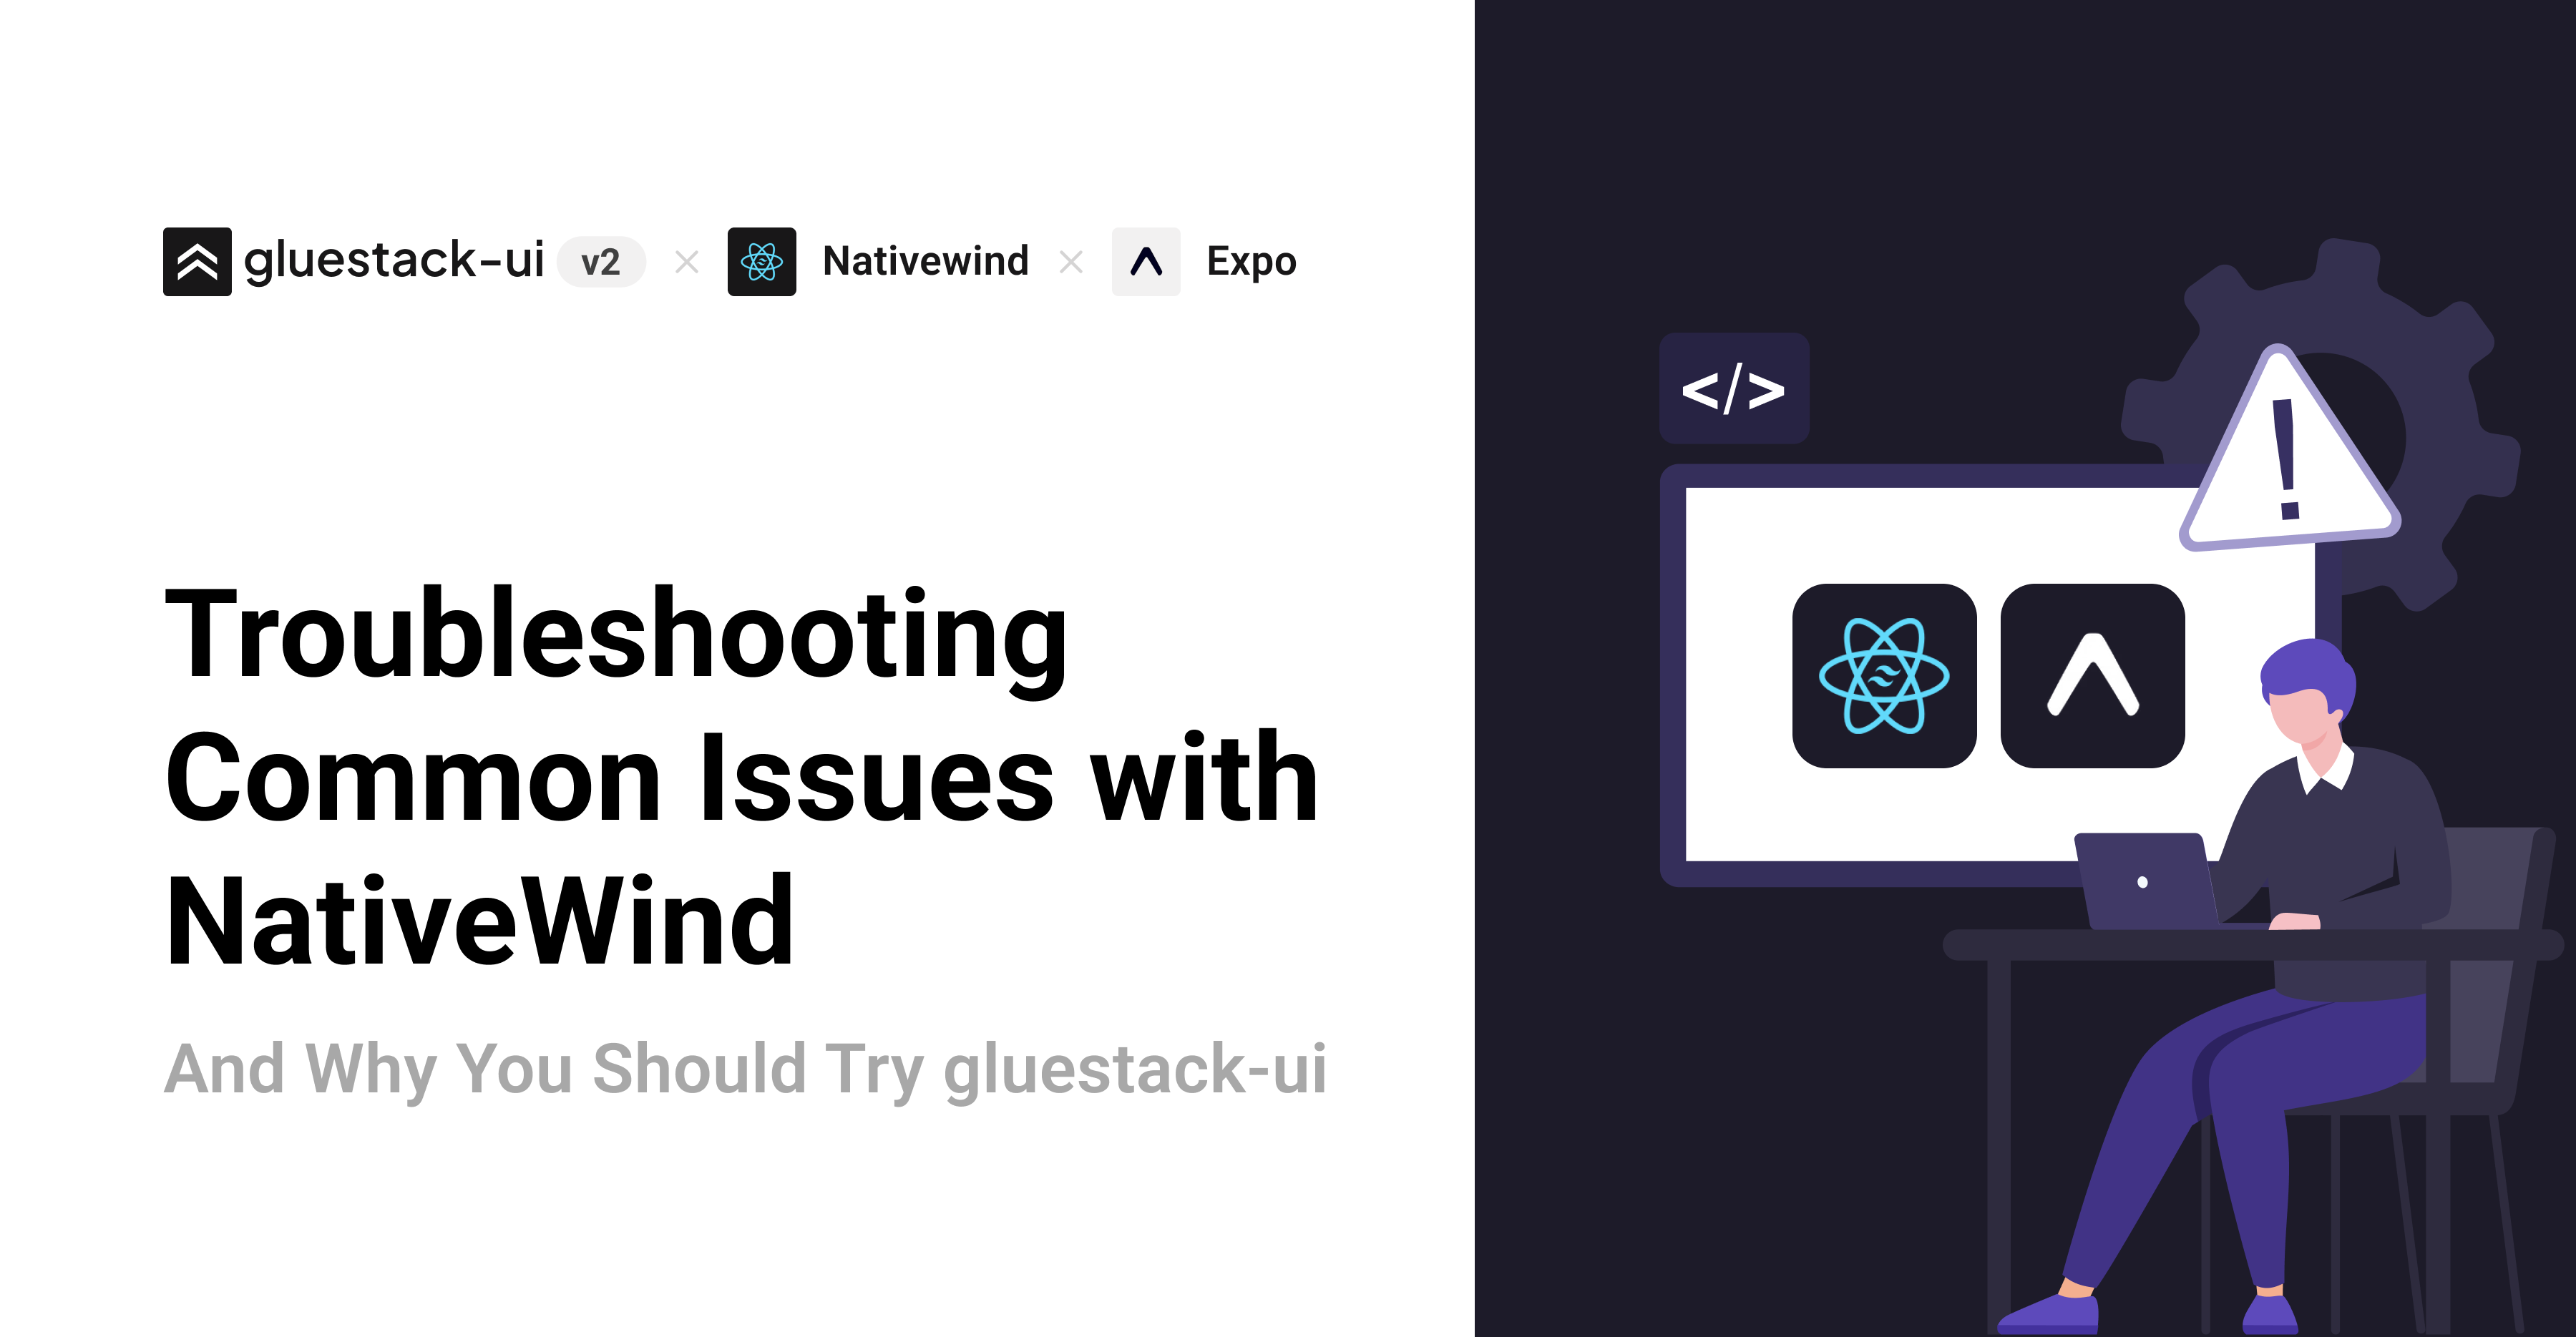 gluestack-ui v2 × Nativewind × Expo
</>
Troubleshooting
Common Issues with
NativeWind
And Why You Should Try gluestack-ui
!